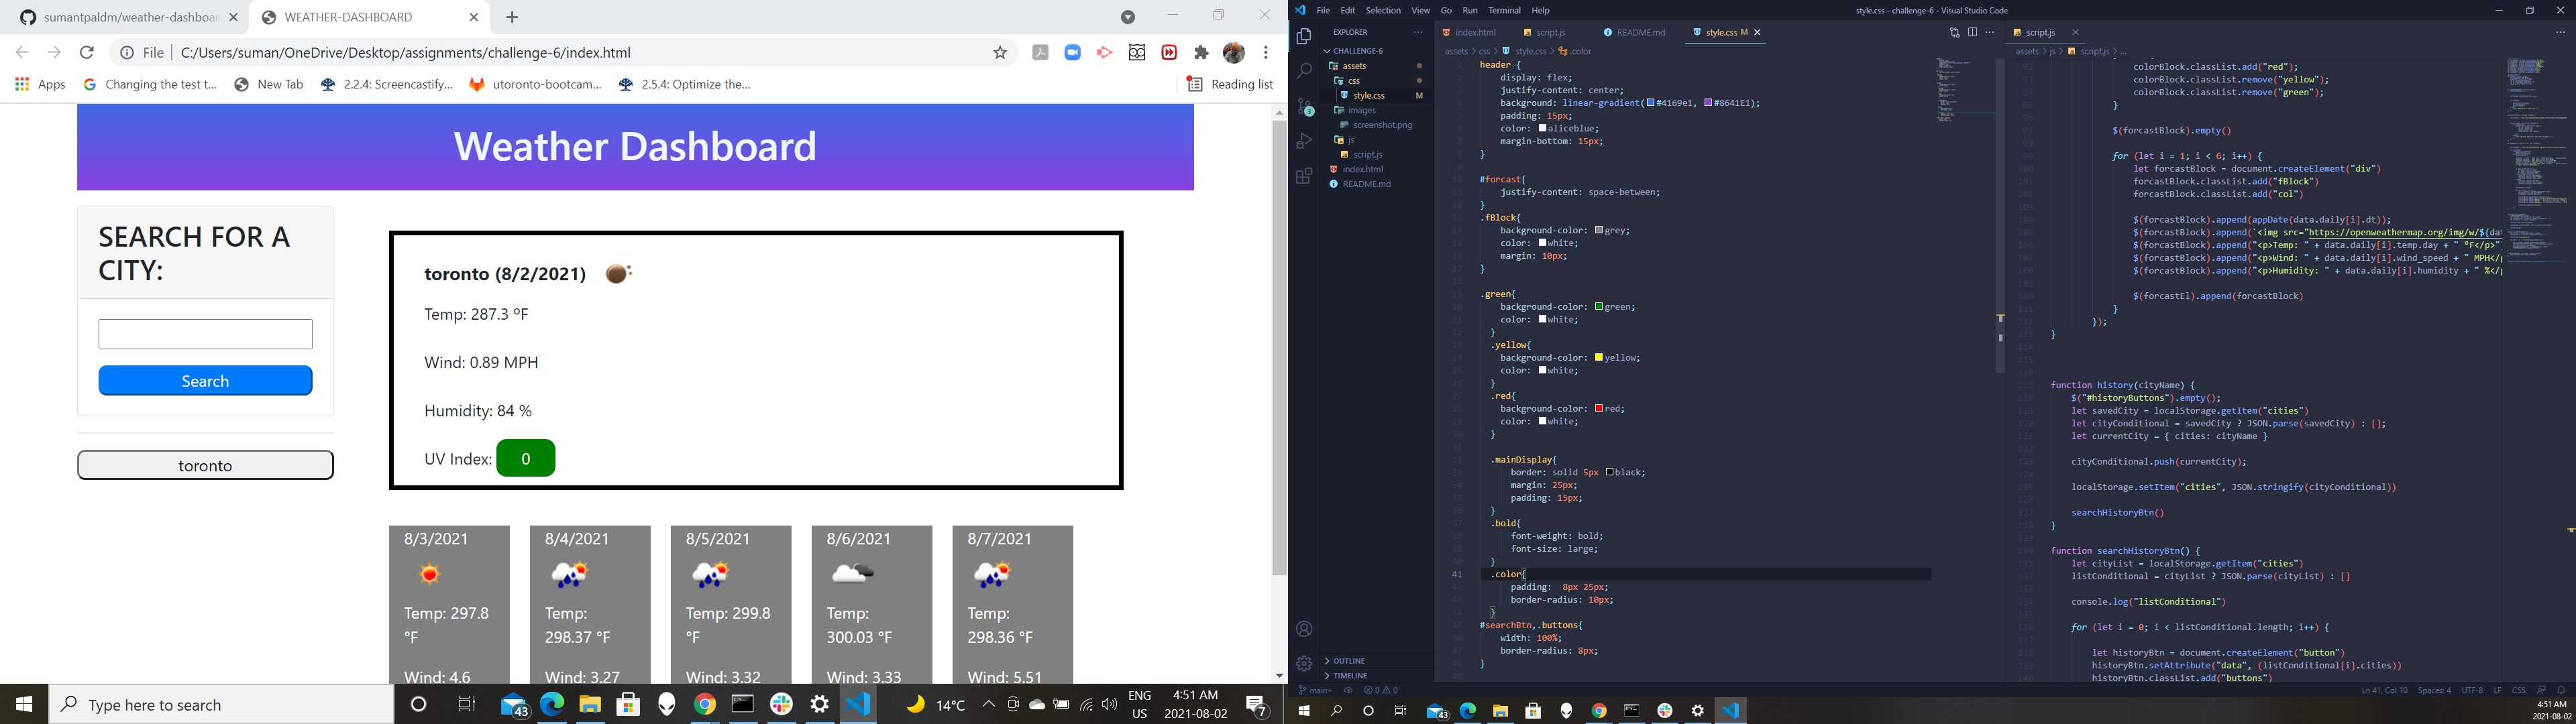 sumantpaldm/weather-dashboar
WEATHER-DASHBOARD
File
C:/Users/suman/OneDrive/Desktop/assignments/challenge-6/index.html
Apps
Changing the test t...
New Tab
2.2.4: Screencastify...
utoronto-bootcam...
2.5.4: Optimize the...
Reading list
Weather Dashboard
SEARCH FOR A
CITY:
Search
toronto
toronto (8/2/2021)
Temp: 287.3 °F
Wind: 0.89 MPH
Humidity: 84 %
UV Index: 0
8/3/2021
Temp: 297.8
°F
Wind: 4.6
8/4/2021
Temp:
298.37 °F
Wind: 3.27
8/5/2021
Temp: 299.8
°F
Wind: 3.32
8/6/2021
Temp:
300.03 °F
Wind: 3.33
8/7/2021
Temp:
298.36 °F
Wind: 5.51
Type here to search
43
14°C
ENG
US
4:51 AM
2021-08-02
7
File Edit Selection View Go Run Terminal Help
style.css - challenge-6 - Visual Studio Code
EXPLORER
CHALLENGE-6
assets
css
style.css M
images
screenshot.png
js
script.js
index.html
README.md
OUTLINE
TIMELINE
index.html
script.js
README.md
style.css M
assets > css > style.css > .color
header {
display: flex;
justify-content: center;
background: linear-gradient(#4169e1, #8641E1);
padding: 15px;
color: aliceblue;
margin-bottom: 15px;
}
#forcast{
justify-content: space-between;
}
.fBlock{
background-color: grey;
color: white;
margin: 10px;
}
.green{
background-color: green;
color: white;
}
.yellow{
background-color: yellow;
color: white;
}
.red{
background-color: red;
color: white;
}
.mainDisplay{
border: solid 5px black;
margin: 25px;
padding: 15px;
}
.bold{
font-weight: bold;
font-size: large;
}
41 .color{
padding: 8px 25px;
border-radius: 10px;
}
#searchBtn,.buttons{
width: 100%;
border-radius: 8px;
}
script.js
assets > js > script.js > ...
colorBlock.classList.add("red");
colorBlock.classList.remove("yellow");
colorBlock.classList.remove("green");
}
$(forcastBlock).empty()
for (let i = 1; i < 6; i++) {
let forcastBlock = document.createElement("div")
forcastBlock.classList.add("fBlock")
forcastBlock.classList.add("col")
$(forcastBlock).append(appDate(data.daily[i].dt));
$(forcastBlock).append(`<img src="https://openweathermap.org/img/w/${dat
$(forcastBlock).append("<p>Temp: " + data.daily[i].temp.day + " °F</p>"
$(forcastBlock).append("<p>Wind: " + data.daily[i].wind_speed + " MPH</p
$(forcastBlock).append("<p>Humidity: " + data.daily[i].humidity + " %</p
$(forcastEl).append(forcastBlock)
}
});
}
function history(cityName) {
$("#historyButtons").empty();
let savedCity = localStorage.getItem("cities")
let cityConditional = savedCity ? JSON.parse(savedCity) : [];
let currentCity = { cities: cityName }
cityConditional.push(currentCity);
localStorage.setItem("cities", JSON.stringify(cityConditional))
searchHistoryBtn()
}
function searchHistoryBtn() {
let cityList = localStorage.getItem("cities")
listConditional = cityList ? JSON.parse(cityList) : []
console.log("listConditional")
for (let i = 0; i < listConditional.length; i++) {
let historyBtn = document.createElement("button")
historyBtn.setAttribute("data", (listConditional[i].cities))
historyBtn.classList.add("buttons")
main+
0 0
Ln 41, Col 10 Spaces: 4 UTF-8 LF CSS
43
4:51 AM
2021-08-02